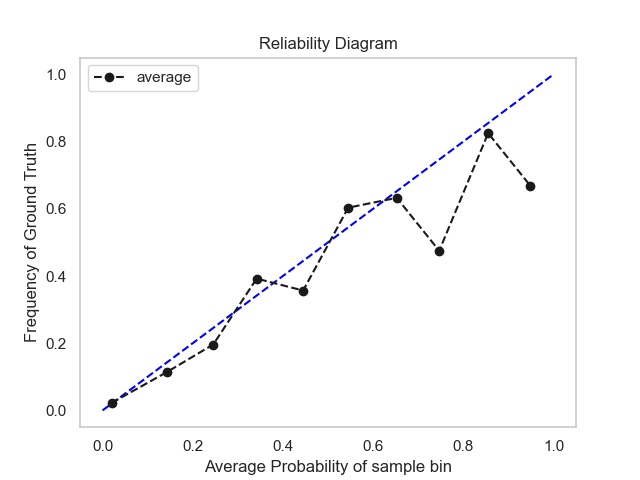 Reliability Diagram
average
Frequency of Ground Truth
1.0
0.8
0.6
0.4
0.2
0.0
0.0 0.2 0.4 0.6 0.8 1.0
Average Probability of sample bin